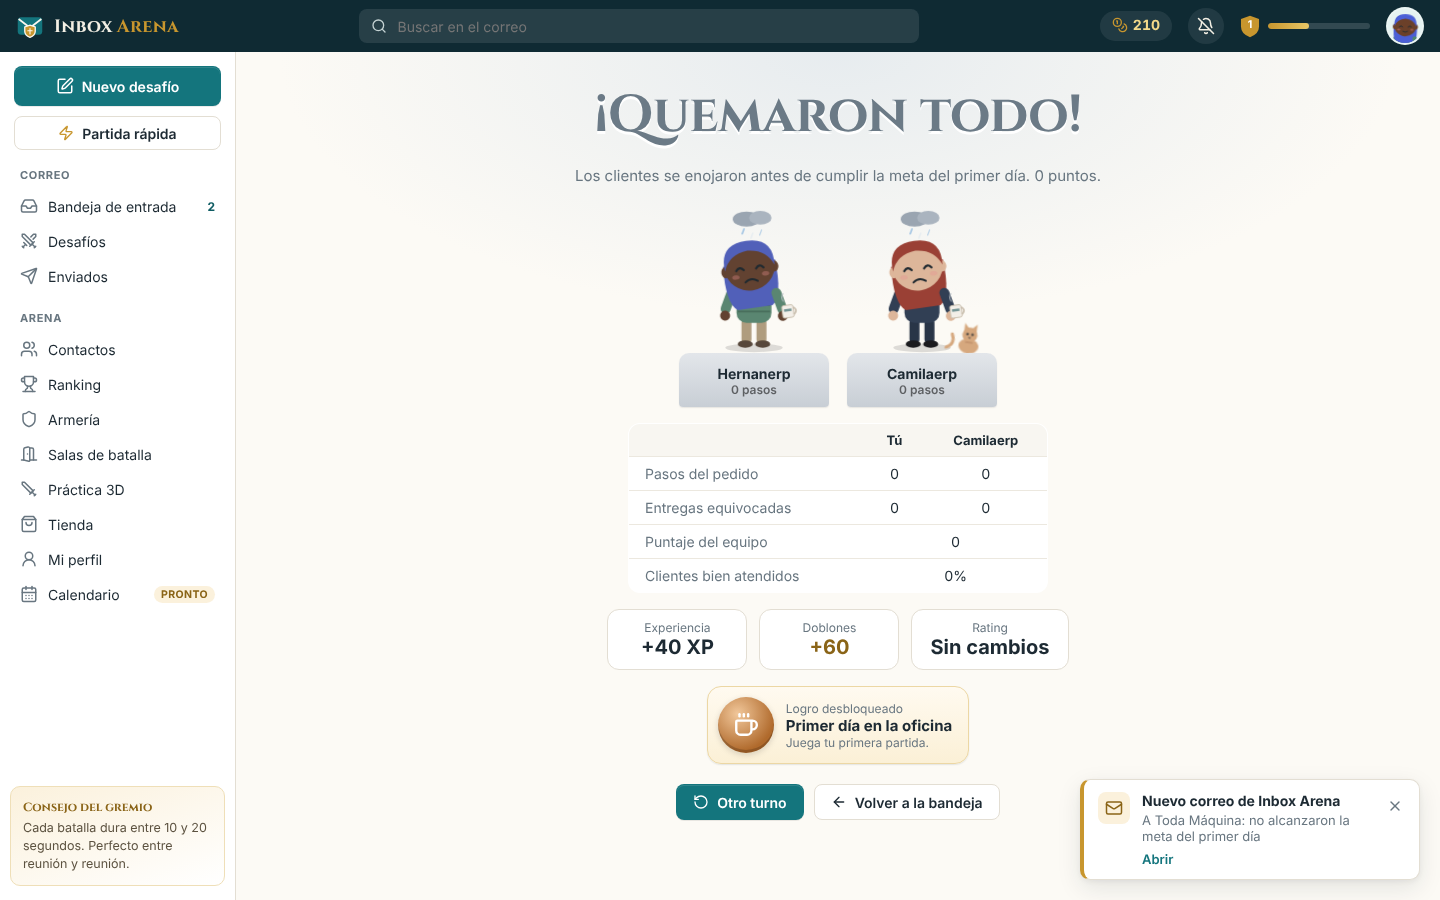 Inbox Arena
Buscar en el correo
210
1
Nuevo desafío
Partida rápida
CORREO
Bandeja de entrada 2
Desafíos
Enviados
ARENA
Contactos
Ranking
Armería
Salas de batalla
Práctica 3D
Tienda
Mi perfil
Calendario PRONTO
Consejo del gremio
Cada batalla dura entre 10 y 20
segundos. Perfecto entre
reunión y reunión.
¡Quemaron todo!
Los clientes se enojaron antes de cumplir la meta del primer día. 0 puntos.
Hernanerp
0 pasos
Camilaerp
0 pasos
Tú Camilaerp
Pasos del pedido 0 0
Entregas equivocadas 0 0
Puntaje del equipo 0
Clientes bien atendidos 0%
Experiencia
+40 XP
Doblones
+60
Rating
Sin cambios
Logro desbloqueado
Primer día en la oficina
Juega tu primera partida.
Otro turno
Volver a la bandeja
Nuevo correo de Inbox Arena
A Toda Máquina: no alcanzaron la
meta del primer día
Abrir